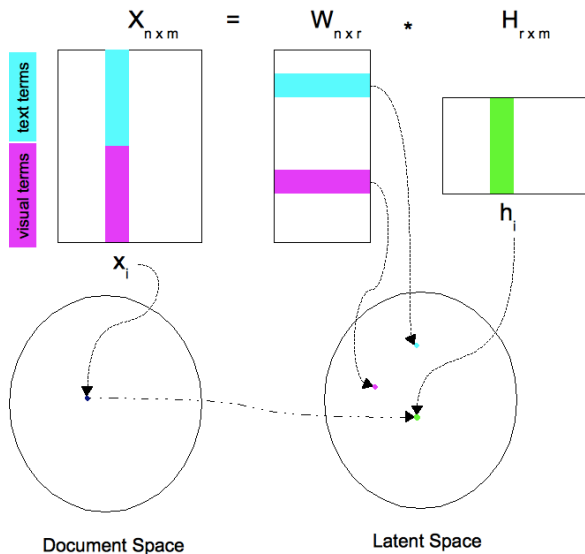 X n x m = W n x r * H r x m
text terms
visual terms
x i
h i
Document Space
Latent Space